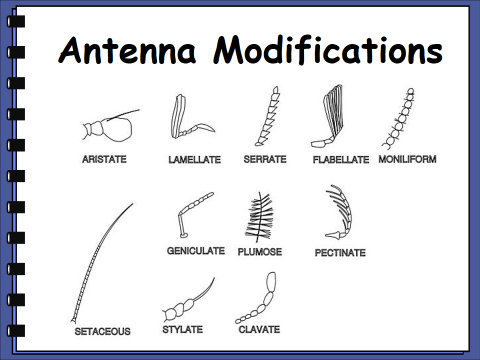 Antenna Modifications
ARISTATE LAMELLATE SERRATE FLABELLATE MONILIFORM
GENICULATE PLUMOSE PECTINATE
SETACEOUS STYLATE CLAVATE